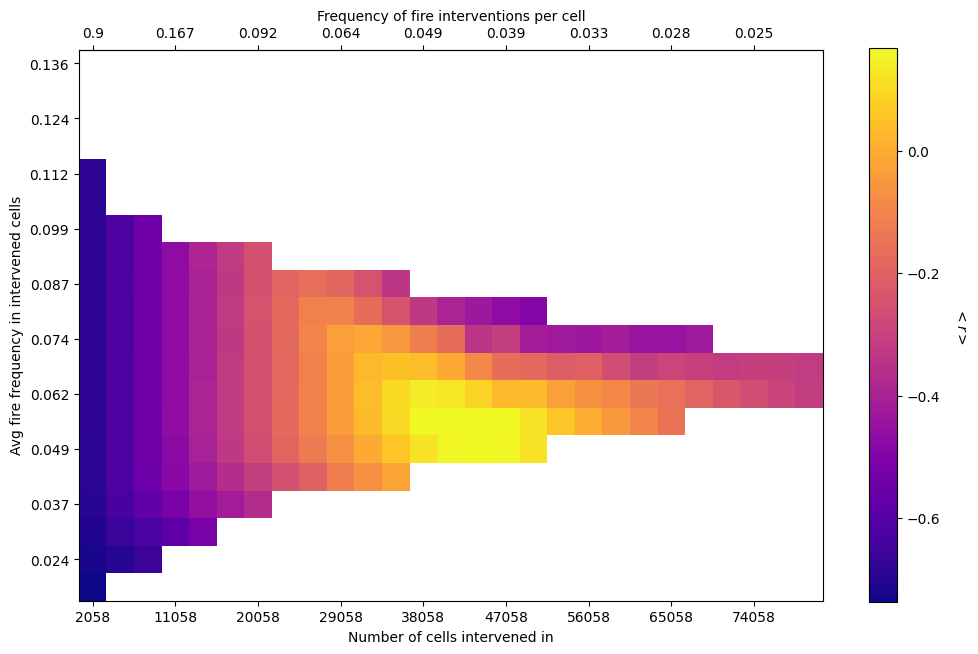 Frequency of fire interventions per cell
0.9 0.167 0.092 0.064 0.049 0.039 0.033 0.028 0.025
Avg fire frequency in intervened cells
0.136
0.124
0.112
0.099
0.087
0.074
0.062
0.049
0.037
0.024
2058 11058 20058 29058 38058 47058 56058 65058 74058
Number of cells intervened in
0.0
−0.2
−0.4
−0.6
< r >